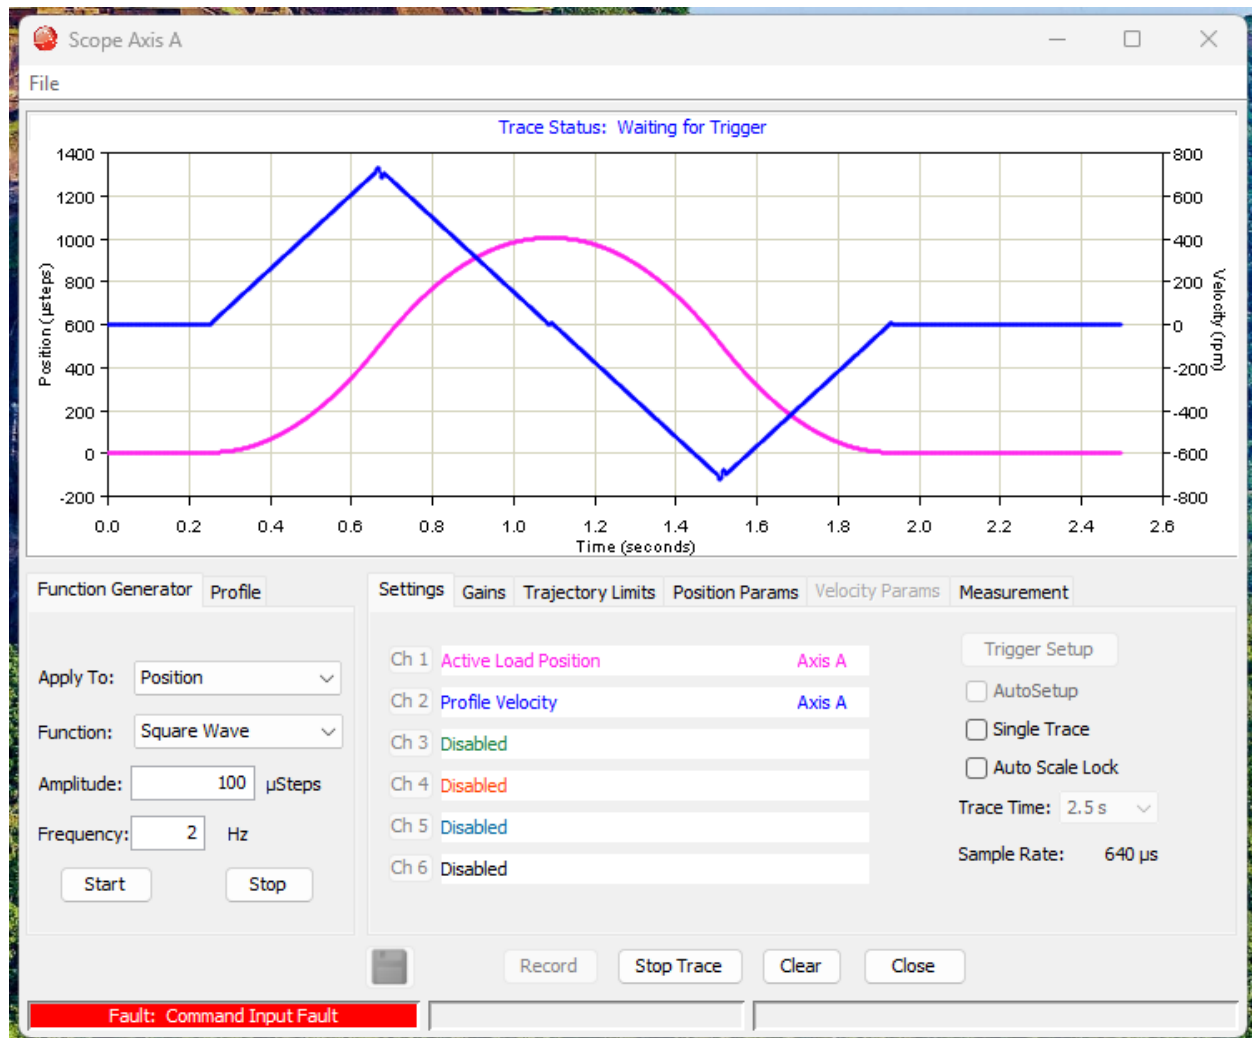 Scope Axis A
File
Trace Status:  Waiting for Trigger
1400
1200
1000
800
600
400
200
0
-200
Position (µsteps)
800
600
400
200
0
-200
-400
-600
-800
Velocity (rpm)
0.0 0.2 0.4 0.6 0.8 1.0 1.2 1.4 1.6 1.8 2.0 2.2 2.4 2.6
Time (seconds)
Function Generator Profile
Apply To: Position
Function: Square Wave
Amplitude: 100 µSteps
Frequency: 2 Hz
Start Stop
Settings Gains Trajectory Limits Position Params Velocity Params Measurement
Ch 1 Active Load Position Axis A
Ch 2 Profile Velocity Axis A
Ch 3 Disabled
Ch 4 Disabled
Ch 5 Disabled
Ch 6 Disabled
Trigger Setup
AutoSetup
Single Trace
Auto Scale Lock
Trace Time: 2.5 s
Sample Rate: 640 µs
Record Stop Trace Clear Close
Fault:  Command Input Fault